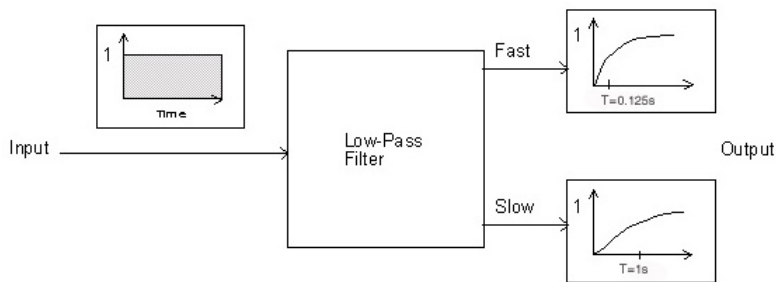 1
Time
Input
Low-Pass
Filter
Fast
1
T=0.125s
Output
Slow
1
T=1s